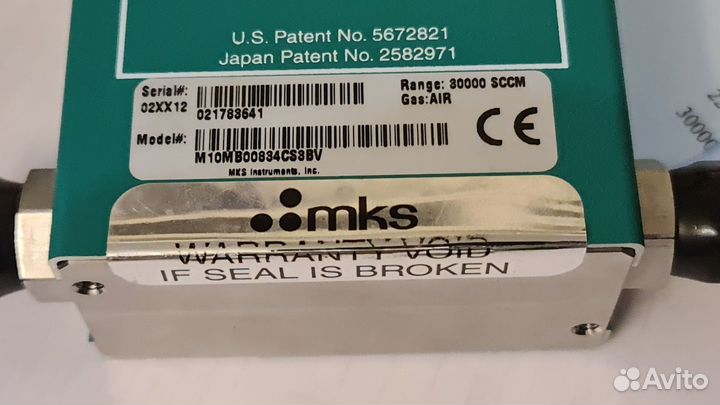 U.S. Patent No. 5672821
Japan Patent No. 2582971
Serial#:
02XX12
021783641
Range: 30000 SCCM
Gas:AIR
Model#:
M10MB00834CS3BV
MKS Instruments, Inc.
CE
mks
WARRANTY VOID
IF SEAL IS BROKEN
30000
Avito